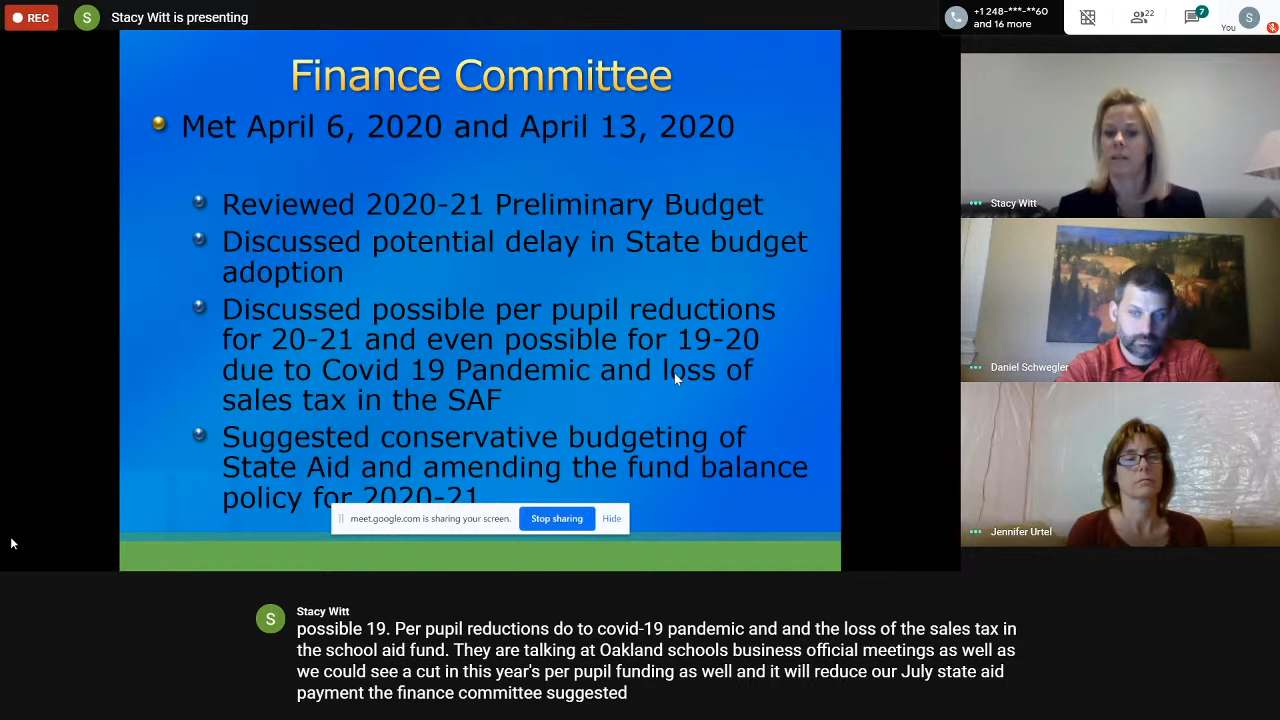 REC
S
Stacy Witt is presenting
+1 248-***-**60
and 16 more
22
7
You
S
Finance Committee
Met April 6, 2020 and April 13, 2020
Reviewed 2020-21 Preliminary Budget
Discussed potential delay in State budget
adoption
Discussed possible per pupil reductions
for 20-21 and even possible for 19-20
due to Covid 19 Pandemic and loss of
sales tax in the SAF
Suggested conservative budgeting of
State Aid and amending the fund balance
policy for 2020-21
meet.google.com is sharing your screen.
Stop sharing
Hide
Stacy Witt
Daniel Schwegler
Jennifer Urtel
S
Stacy Witt
possible 19. Per pupil reductions do to covid-19 pandemic and and the loss of the sales tax in
the school aid fund. They are talking at Oakland schools business official meetings as well as
we could see a cut in this year's per pupil funding as well and it will reduce our July state aid
payment the finance committee suggested